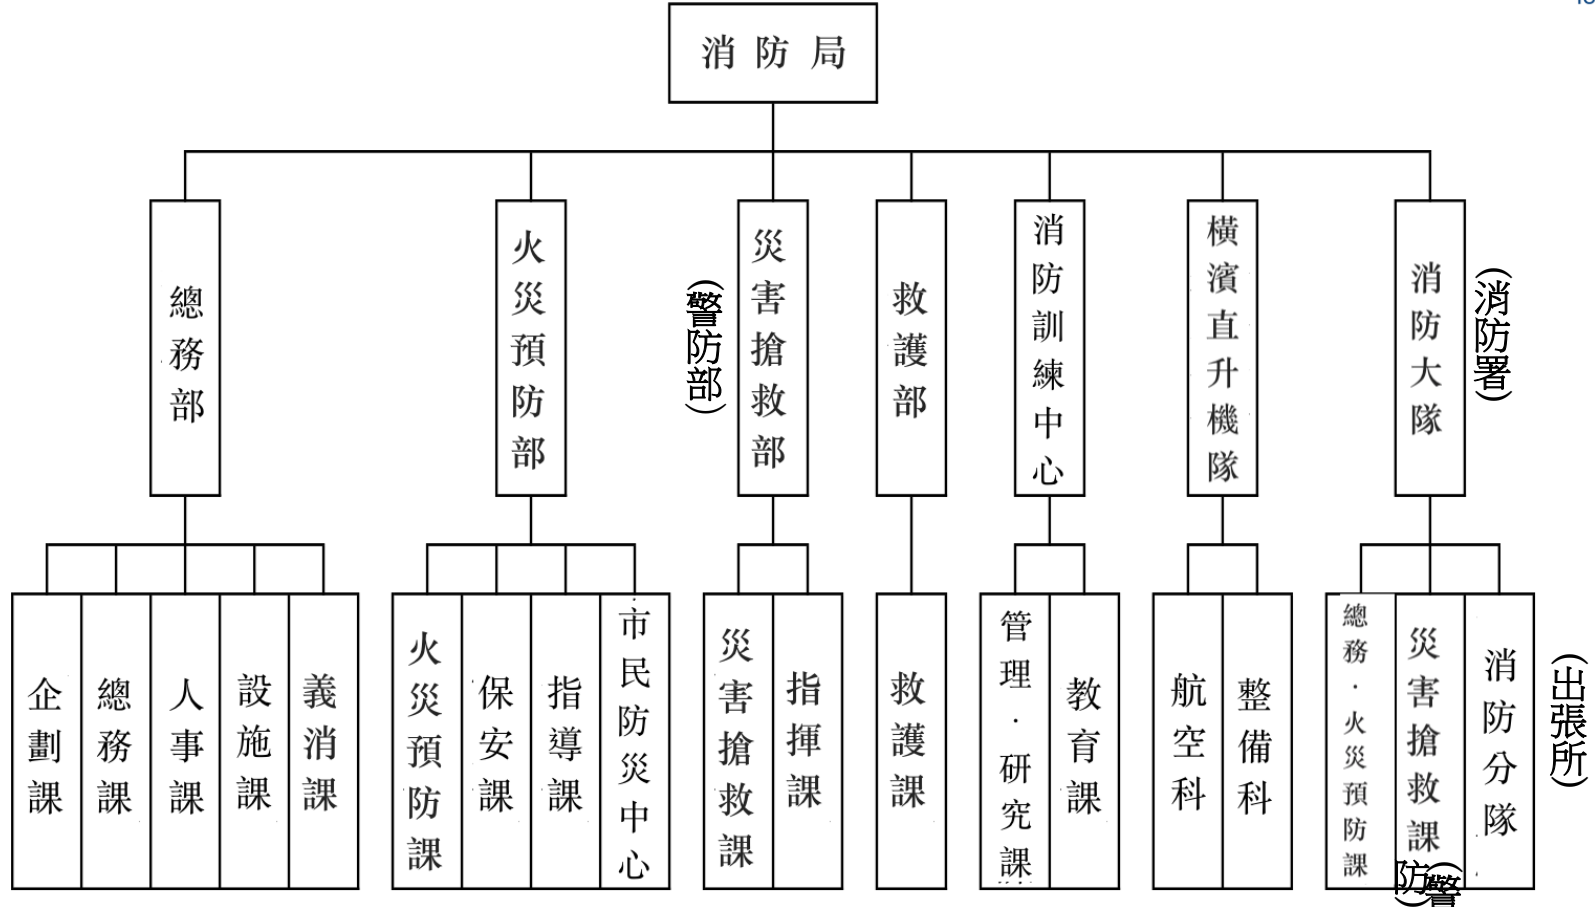 消防局
總務部
火災預防部
災害搶救部
(警防部)
救護部
消防訓練中心
橫濱直升機隊
消防大隊
(消防署)
企劃課
總務課
人事課
設施課
義消課
火災預防課
保安課
指導課
市民防災中心
災害搶救課
指揮課
救護課
管理·研究課
教育課
航空科
整備科
總務·火災預防課
災害搶救課
(警防)
消防分隊
(出張所)